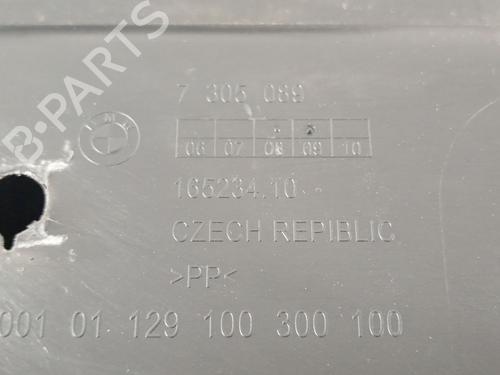 B-PARTS
7 305 089
BMW
06 07 08 09 10
165234.10
CZECH REPIBLIC
>PP<
001 01 129 100 300 100